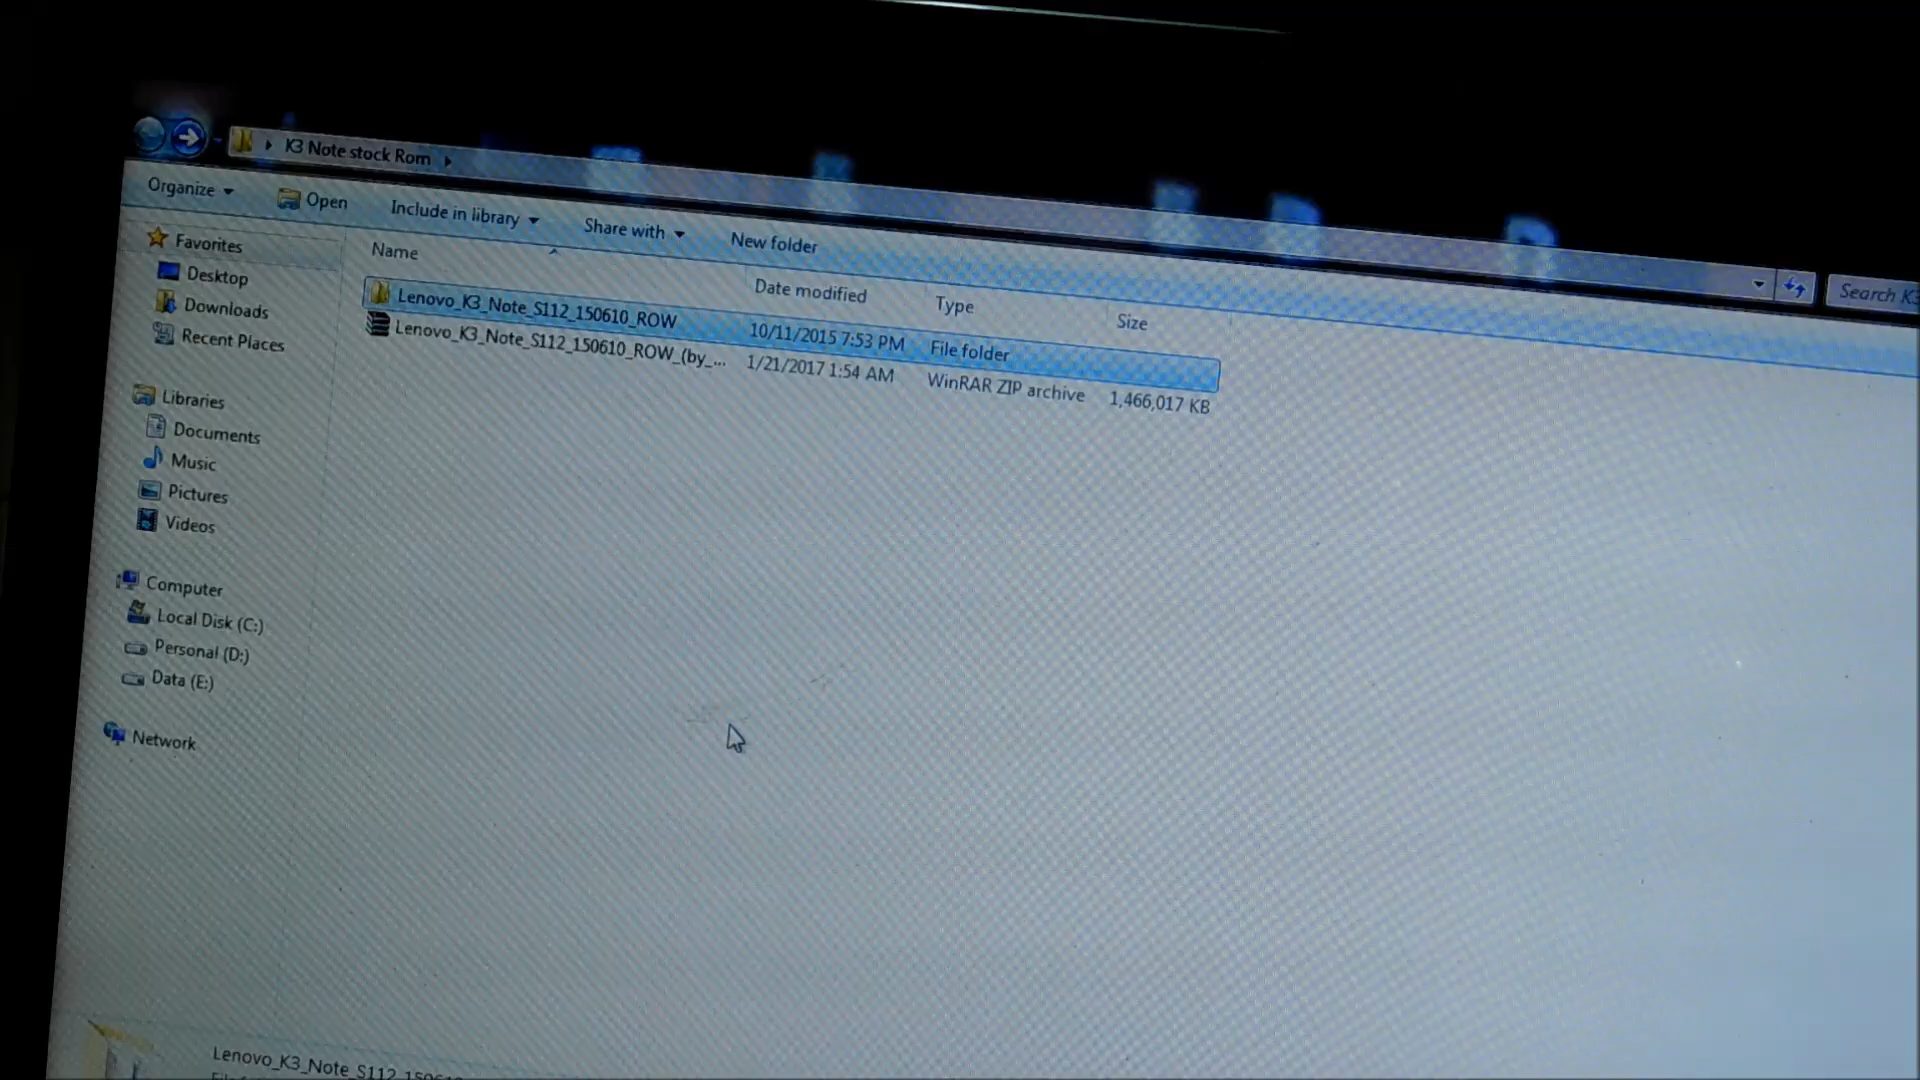 K3 Note stock Rom
Search K3
Organize
Open
Include in library
Share with
New folder
Favorites
Desktop
Downloads
Recent Places
Libraries
Documents
Music
Pictures
Videos
Computer
Local Disk (C:)
Personal (D:)
Data (E:)
Network
Name Date modified Type Size
Lenovo_K3_Note_S112_150610_ROW 10/11/2015 7:53 PM File folder
Lenovo_K3_Note_S112_150610_ROW_(by_... 1/21/2017 1:54 AM WinRAR ZIP archive 1,466,017 KB
Lenovo_K3_Note_S112_1506